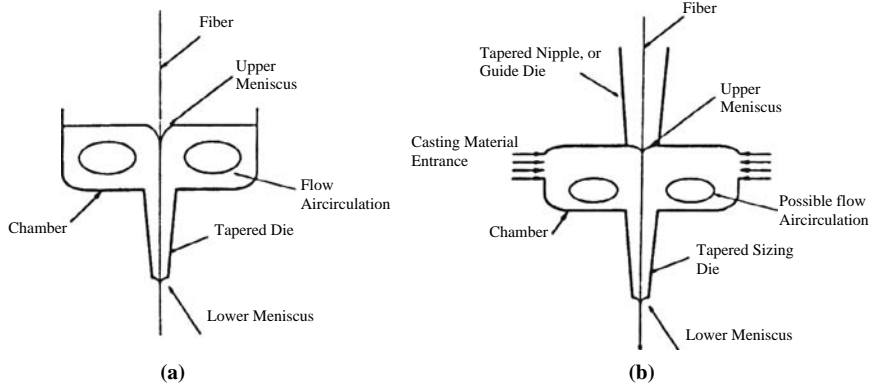 Fiber
Upper
Meniscus
Flow
Aircirculation
Chamber
Tapered Die
Lower Meniscus
(a)
Fiber
Tapered Nipple, or
Guide Die
Upper
Meniscus
Casting Material
Entrance
Possible flow
Aircirculation
Chamber
Tapered Sizing
Die
Lower Meniscus
(b)